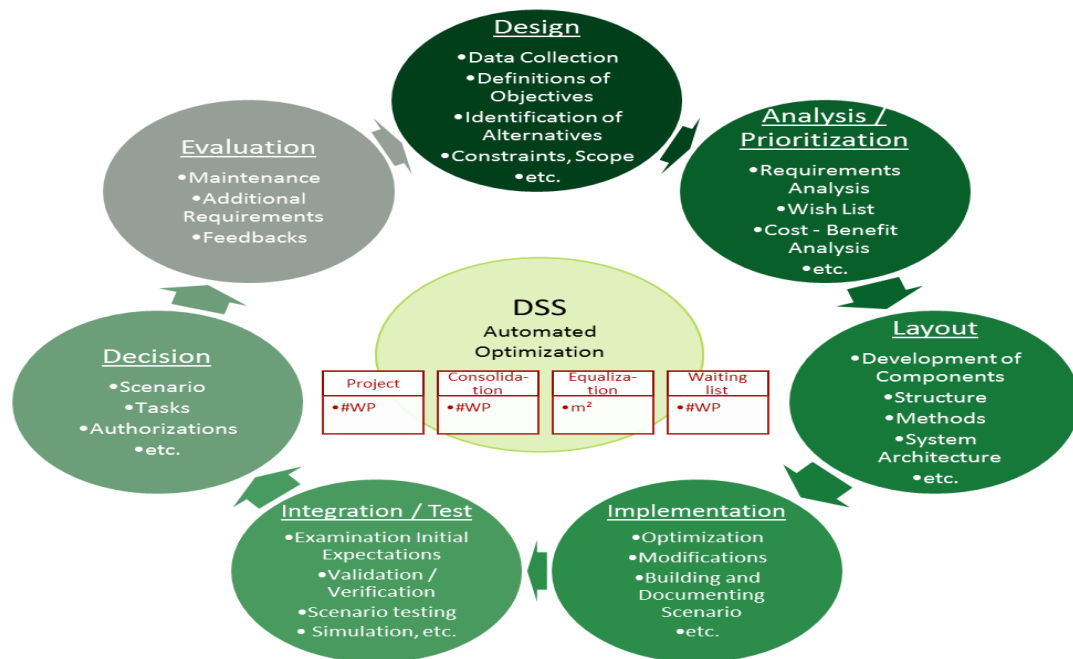 Design
•Data Collection
•Definitions of
Objectives
•Identification of
Alternatives
•Constraints, Scope
•etc.
Analysis /
Prioritization
•Requirements
Analysis
•Wish List
•Cost - Benefit
Analysis
•etc.
Layout
•Development of
Components
•Structure
•Methods
•System
Architecture
•etc.
Implementation
•Optimization
•Modifications
•Building and
Documenting
Scenario
•etc.
Integration / Test
•Examination Initial
Expectations
•Validation /
Verification
•Scenario testing
• Simulation, etc.
Decision
•Scenario
•Tasks
•Authorizations
•etc.
Evaluation
•Maintenance
•Additional
Requirements
•Feedbacks
DSS
Automated
Optimization
Project
•#WP
Consolida-
tion
•#WP
Equaliza-
tion
•m²
Waiting
list
•#WP